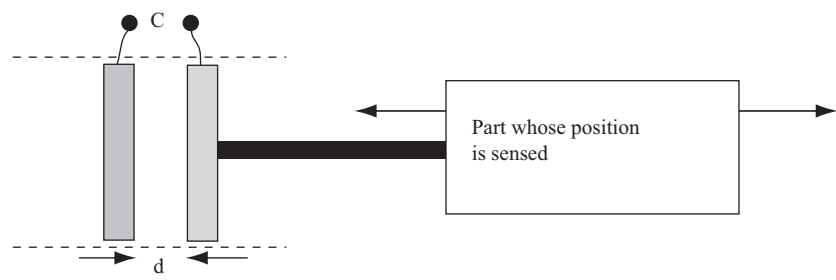 C
Part whose position
is sensed
d